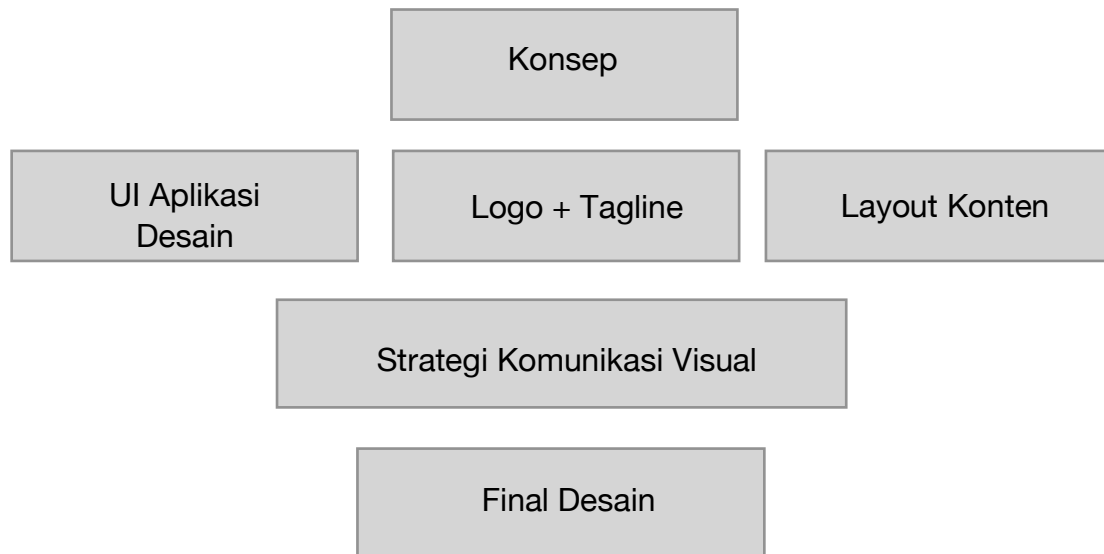 Konsep
UI Aplikasi
Desain
Logo + Tagline
Layout Konten
Strategi Komunikasi Visual
Final Desain